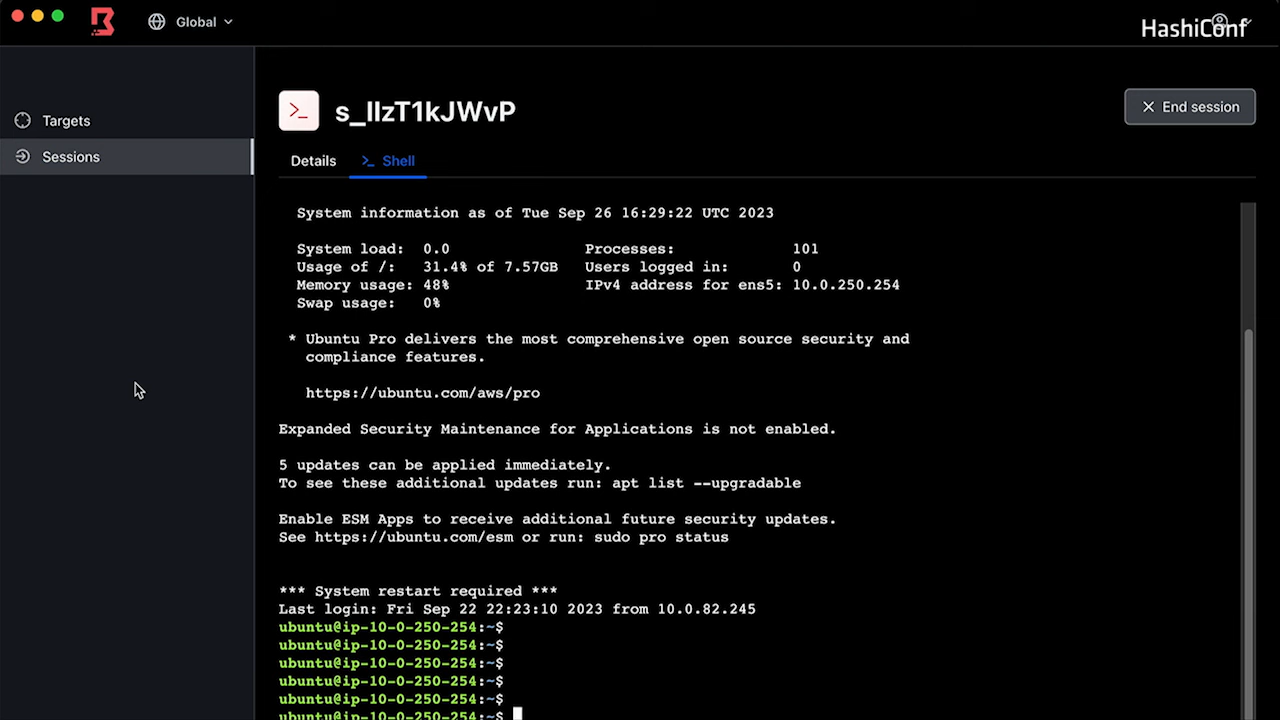 Global
HashiConf
Targets
Sessions
s_IIzT1kJWvP
End session
Details
>_ Shell
System information as of Tue Sep 26 16:29:22 UTC 2023
System load: 0.0 Processes: 101
Usage of /: 31.4% of 7.57GB Users logged in: 0
Memory usage: 48% IPv4 address for ens5: 10.0.250.254
Swap usage: 0%
* Ubuntu Pro delivers the most comprehensive open source security and
compliance features.
https://ubuntu.com/aws/pro
Expanded Security Maintenance for Applications is not enabled.
5 updates can be applied immediately.
To see these additional updates run: apt list --upgradable
Enable ESM Apps to receive additional future security updates.
See https://ubuntu.com/esm or run: sudo pro status
*** System restart required ***
Last login: Fri Sep 22 22:23:10 2023 from 10.0.82.245
ubuntu@ip-10-0-250-254:~$
ubuntu@ip-10-0-250-254:~$
ubuntu@ip-10-0-250-254:~$
ubuntu@ip-10-0-250-254:~$
ubuntu@ip-10-0-250-254:~$
ubuntu@ip-10-0-250-254:~$